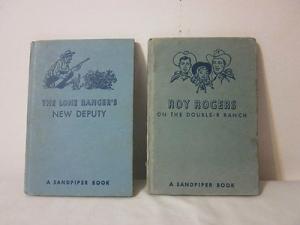 THE LONE RANGER'S
NEW DEPUTY
A SANDPIPER BOOK
ROY ROGERS
ON THE DOUBLE-R RANCH
A SANDPIPER BOOK